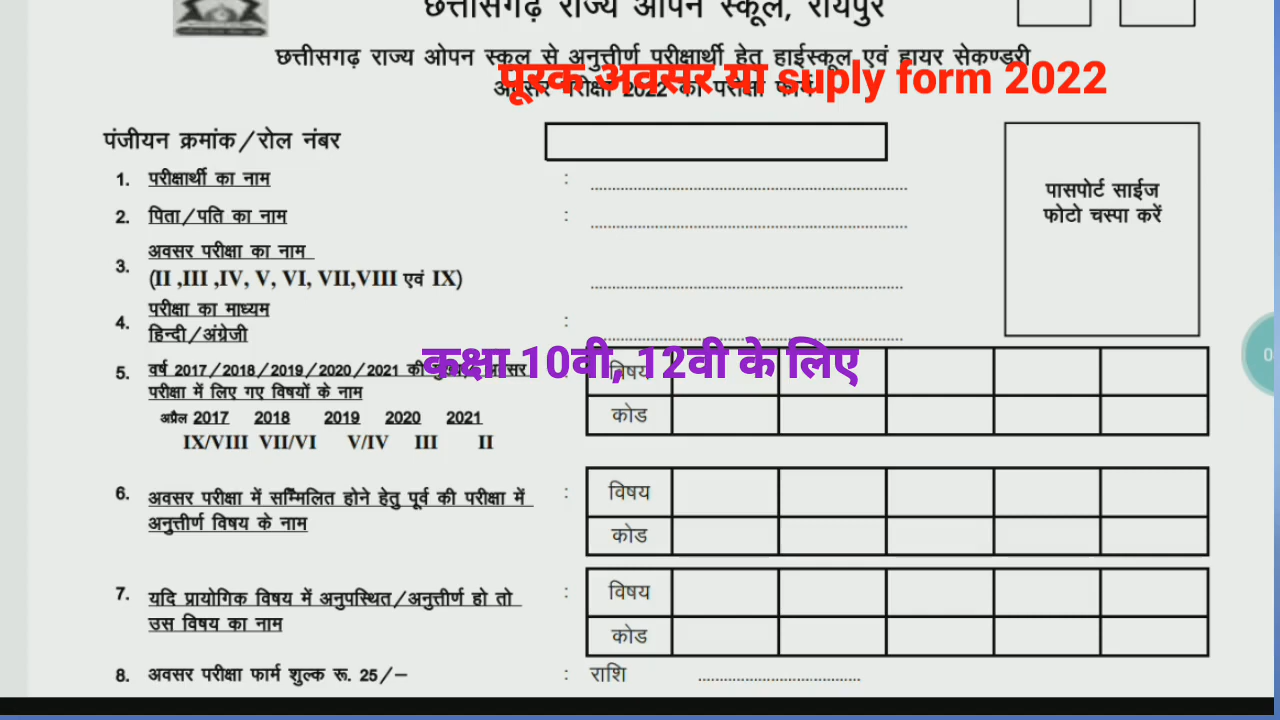 छत्तीसगढ़ राज्य ओपन स्कूल, रायपुर
छत्तीसगढ़ राज्य ओपन स्कूल से अनुत्तीर्ण परीक्षार्थी हेतु हाईस्कूल एवं हायर सेकण्डरी
पूरक अवसर या suply form 2022
अवसर परीक्षा 2022 का परीक्षा फार्म
पंजीयन क्रमांक/रोल नंबर
पासपोर्ट साईज
फोटो चस्पा करें
1. परीक्षार्थी का नाम :
2. पिता/पति का नाम :
3. अवसर परीक्षा का नाम
(II ,III ,IV, V, VI, VII,VIII एवं IX)
4. परीक्षा का माध्यम :
हिन्दी/अंग्रेजी
कक्षा 10वी, 12वी के लिए
5. वर्ष 2017/2018/2019/2020/2021 की
परीक्षा में लिए गए विषयों के नाम
अप्रैल 2017 2018 2019 2020 2021
IX/VIII VII/VI V/IV III II
विषय
कोड
6. अवसर परीक्षा में सम्मिलित होने हेतु पूर्व की परीक्षा में :
अनुत्तीर्ण विषय के नाम
विषय
कोड
7. यदि प्रायोगिक विषय में अनुपस्थित/अनुत्तीर्ण हो तो :
उस विषय का नाम
विषय
कोड
8. अवसर परीक्षा फार्म शुल्क रू. 25/- : राशि